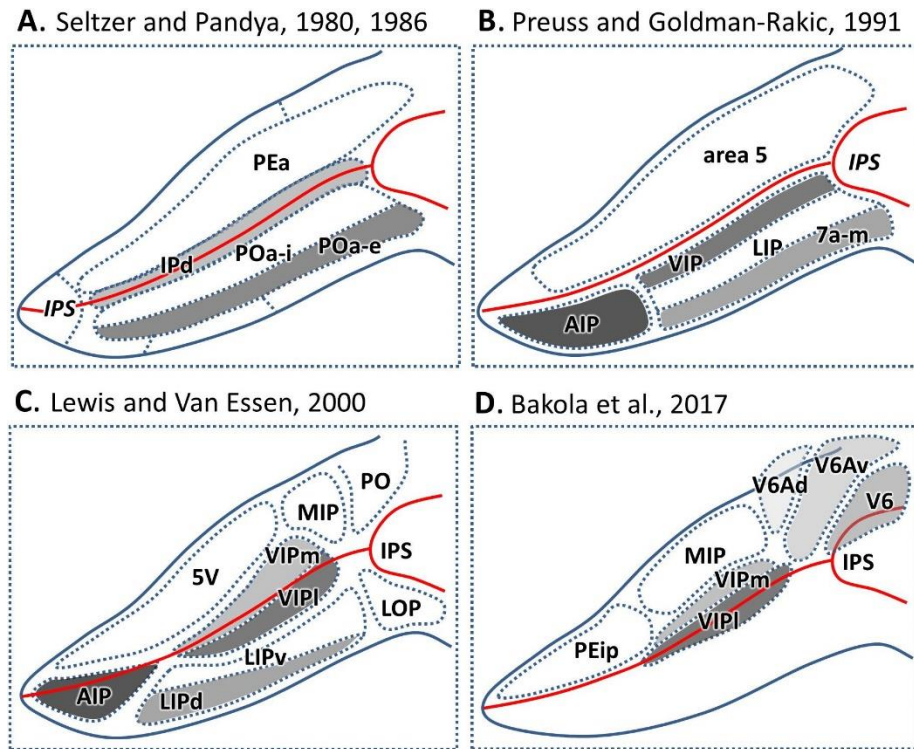 A. Seltzer and Pandya, 1980, 1986
PEa
IPd
POa-i
POa-e
IPS
B. Preuss and Goldman-Rakic, 1991
area 5
IPS
VIP
LIP
7a-m
AIP
C. Lewis and Van Essen, 2000
PO
MIP
5V
VIPm
IPS
VIPl
LOP
LIPv
AIP
LIPd
D. Bakola et al., 2017
V6Ad
V6Av
V6
MIP
IPS
VIPm
VIPl
PEip